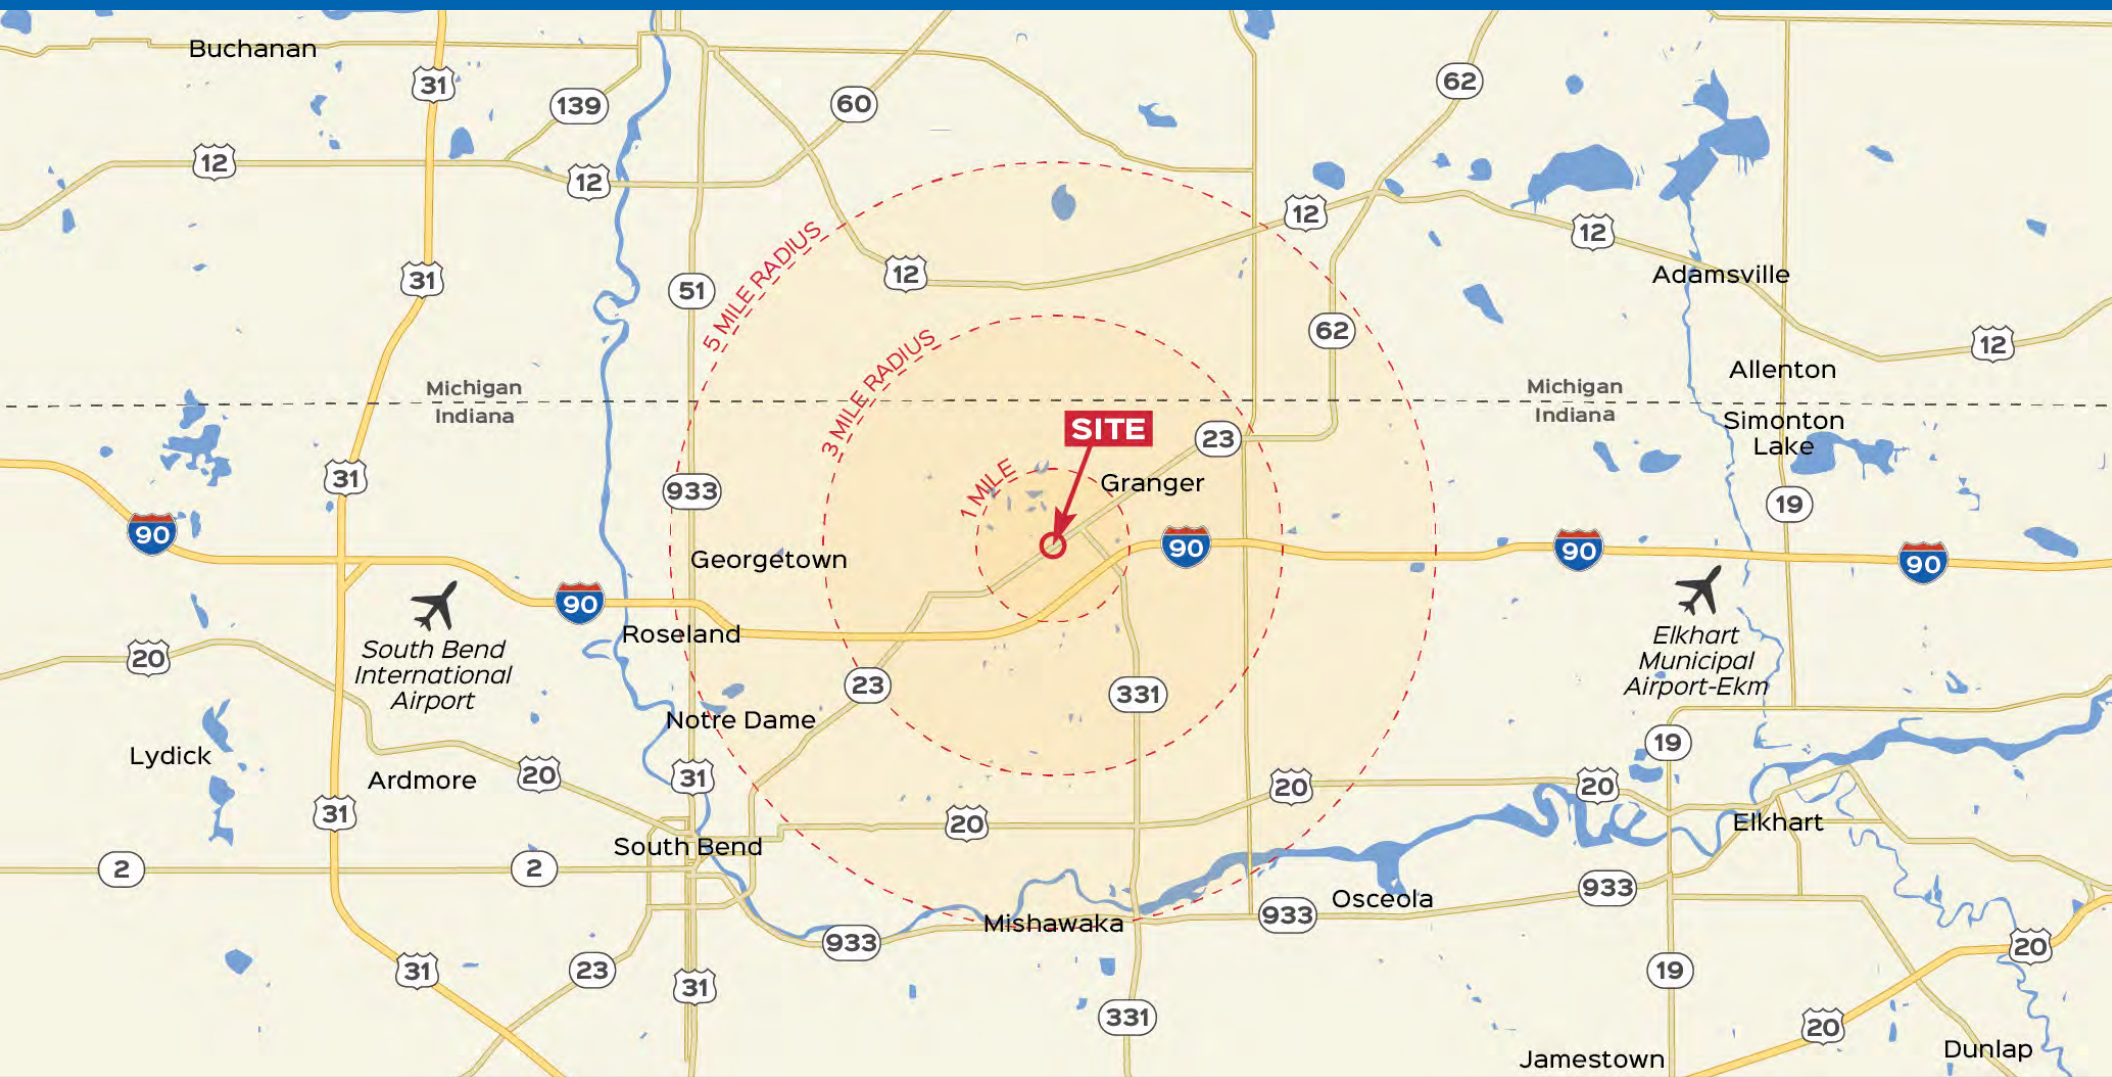 Buchanan
31
139
60
62
12
12
12
12
5 MILE RADIUS
31
12
51
Adamsville
62
12
3 MILE RADIUS
Allenton
Michigan
Indiana
Michigan
Indiana
SITE
Simonton
Lake
23
31
933
1 MILE
Granger
19
90
90
90
90
Georgetown
90
Roseland
South Bend
International
Airport
20
Elkhart
Municipal
Airport-Ekm
23
331
Notre Dame
19
Lydick
Ardmore
20
31
20
20
31
20
Elkhart
South Bend
2
2
933
Osceola
933
Mishawaka
933
20
31
23
19
31
331
20
Dunlap
Jamestown